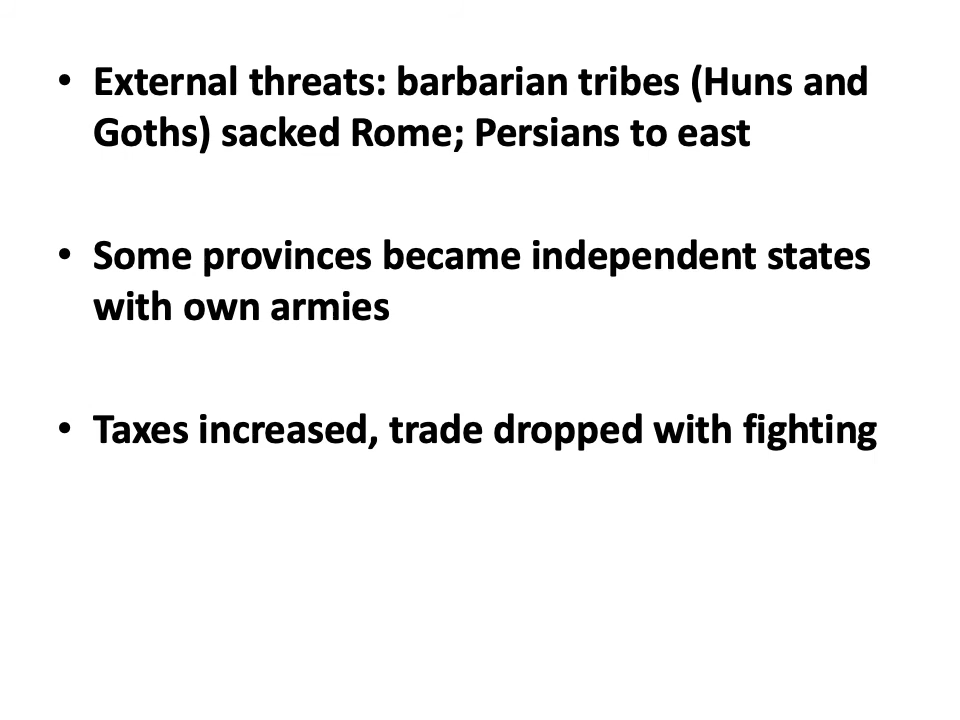 • External threats: barbarian tribes (Huns and
Goths) sacked Rome; Persians to east
• Some provinces became independent states
with own armies
• Taxes increased, trade dropped with fighting